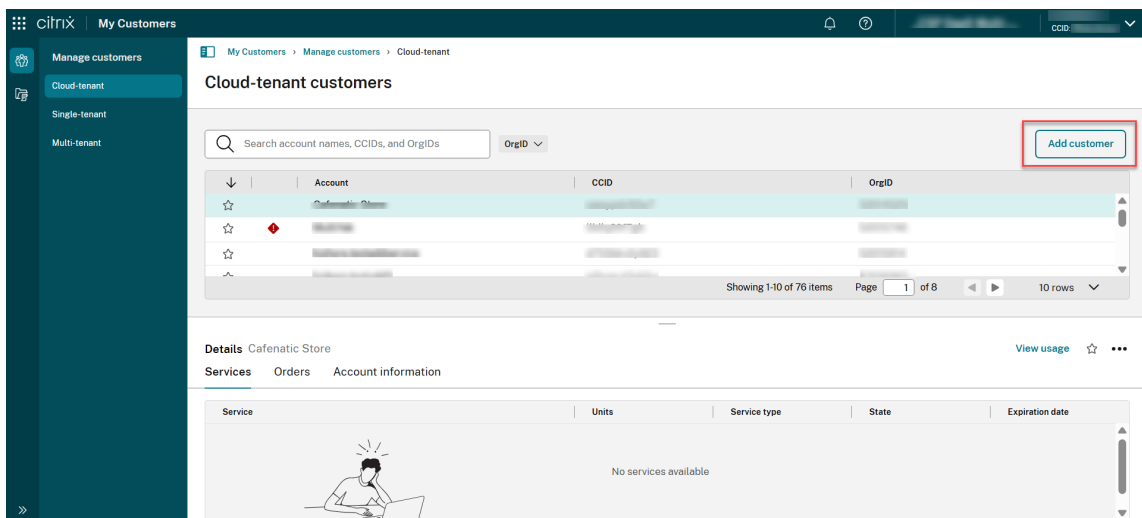 citrix My Customers
CCID:
Manage customers
Cloud-tenant
Single-tenant
Multi-tenant
My Customers › Manage customers › Cloud-tenant
Cloud-tenant customers
Search account names, CCIDs, and OrgIDs
OrgID
Add customer
Account CCID OrgID
Showing 1-10 of 76 items Page 1 of 8 10 rows
Details Cafenatic Store
View usage
Services Orders Account information
Service Units Service type State Expiration date
No services available